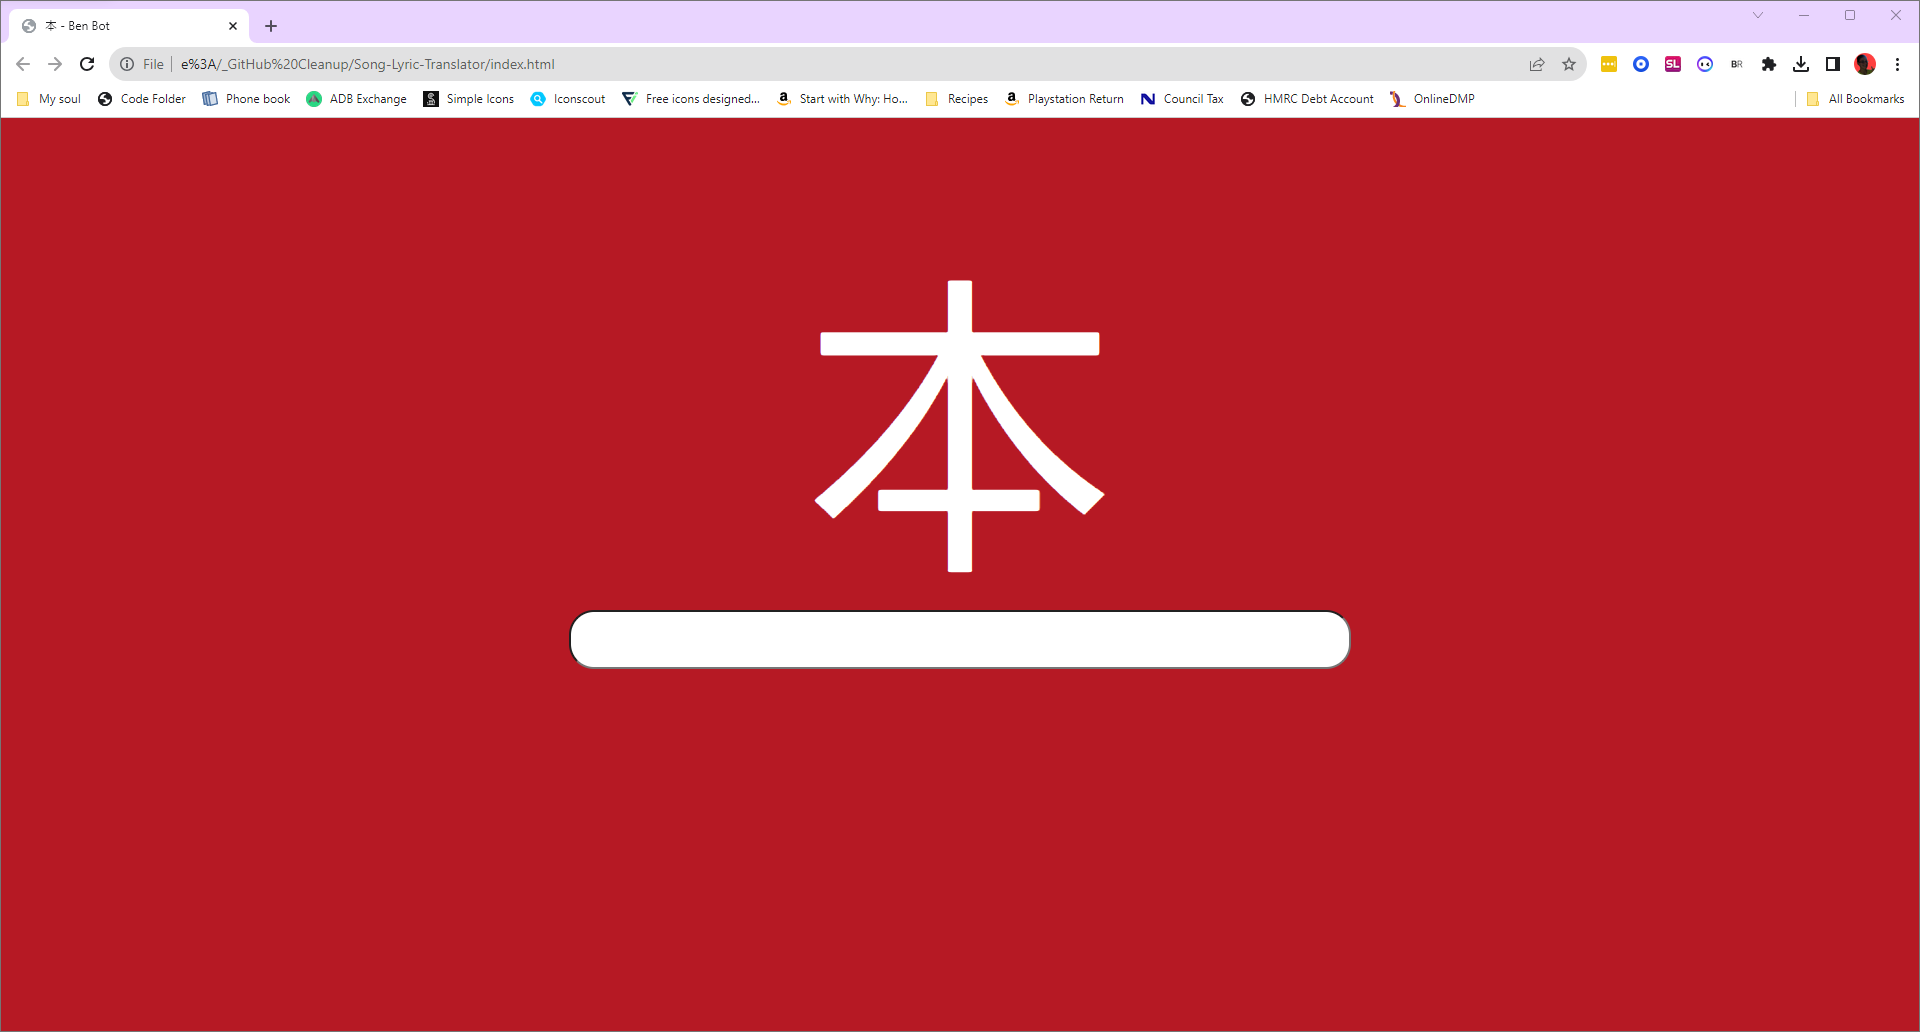 本 - Ben Bot
File
e%3A/_GitHub%20Cleanup/Song-Lyric-Translator/index.html
SL
BR
My soul
Code Folder
Phone book
ADB Exchange
Simple Icons
Iconscout
Free icons designed...
Start with Why: Ho...
Recipes
Playstation Return
Council Tax
HMRC Debt Account
OnlineDMP
All Bookmarks
本